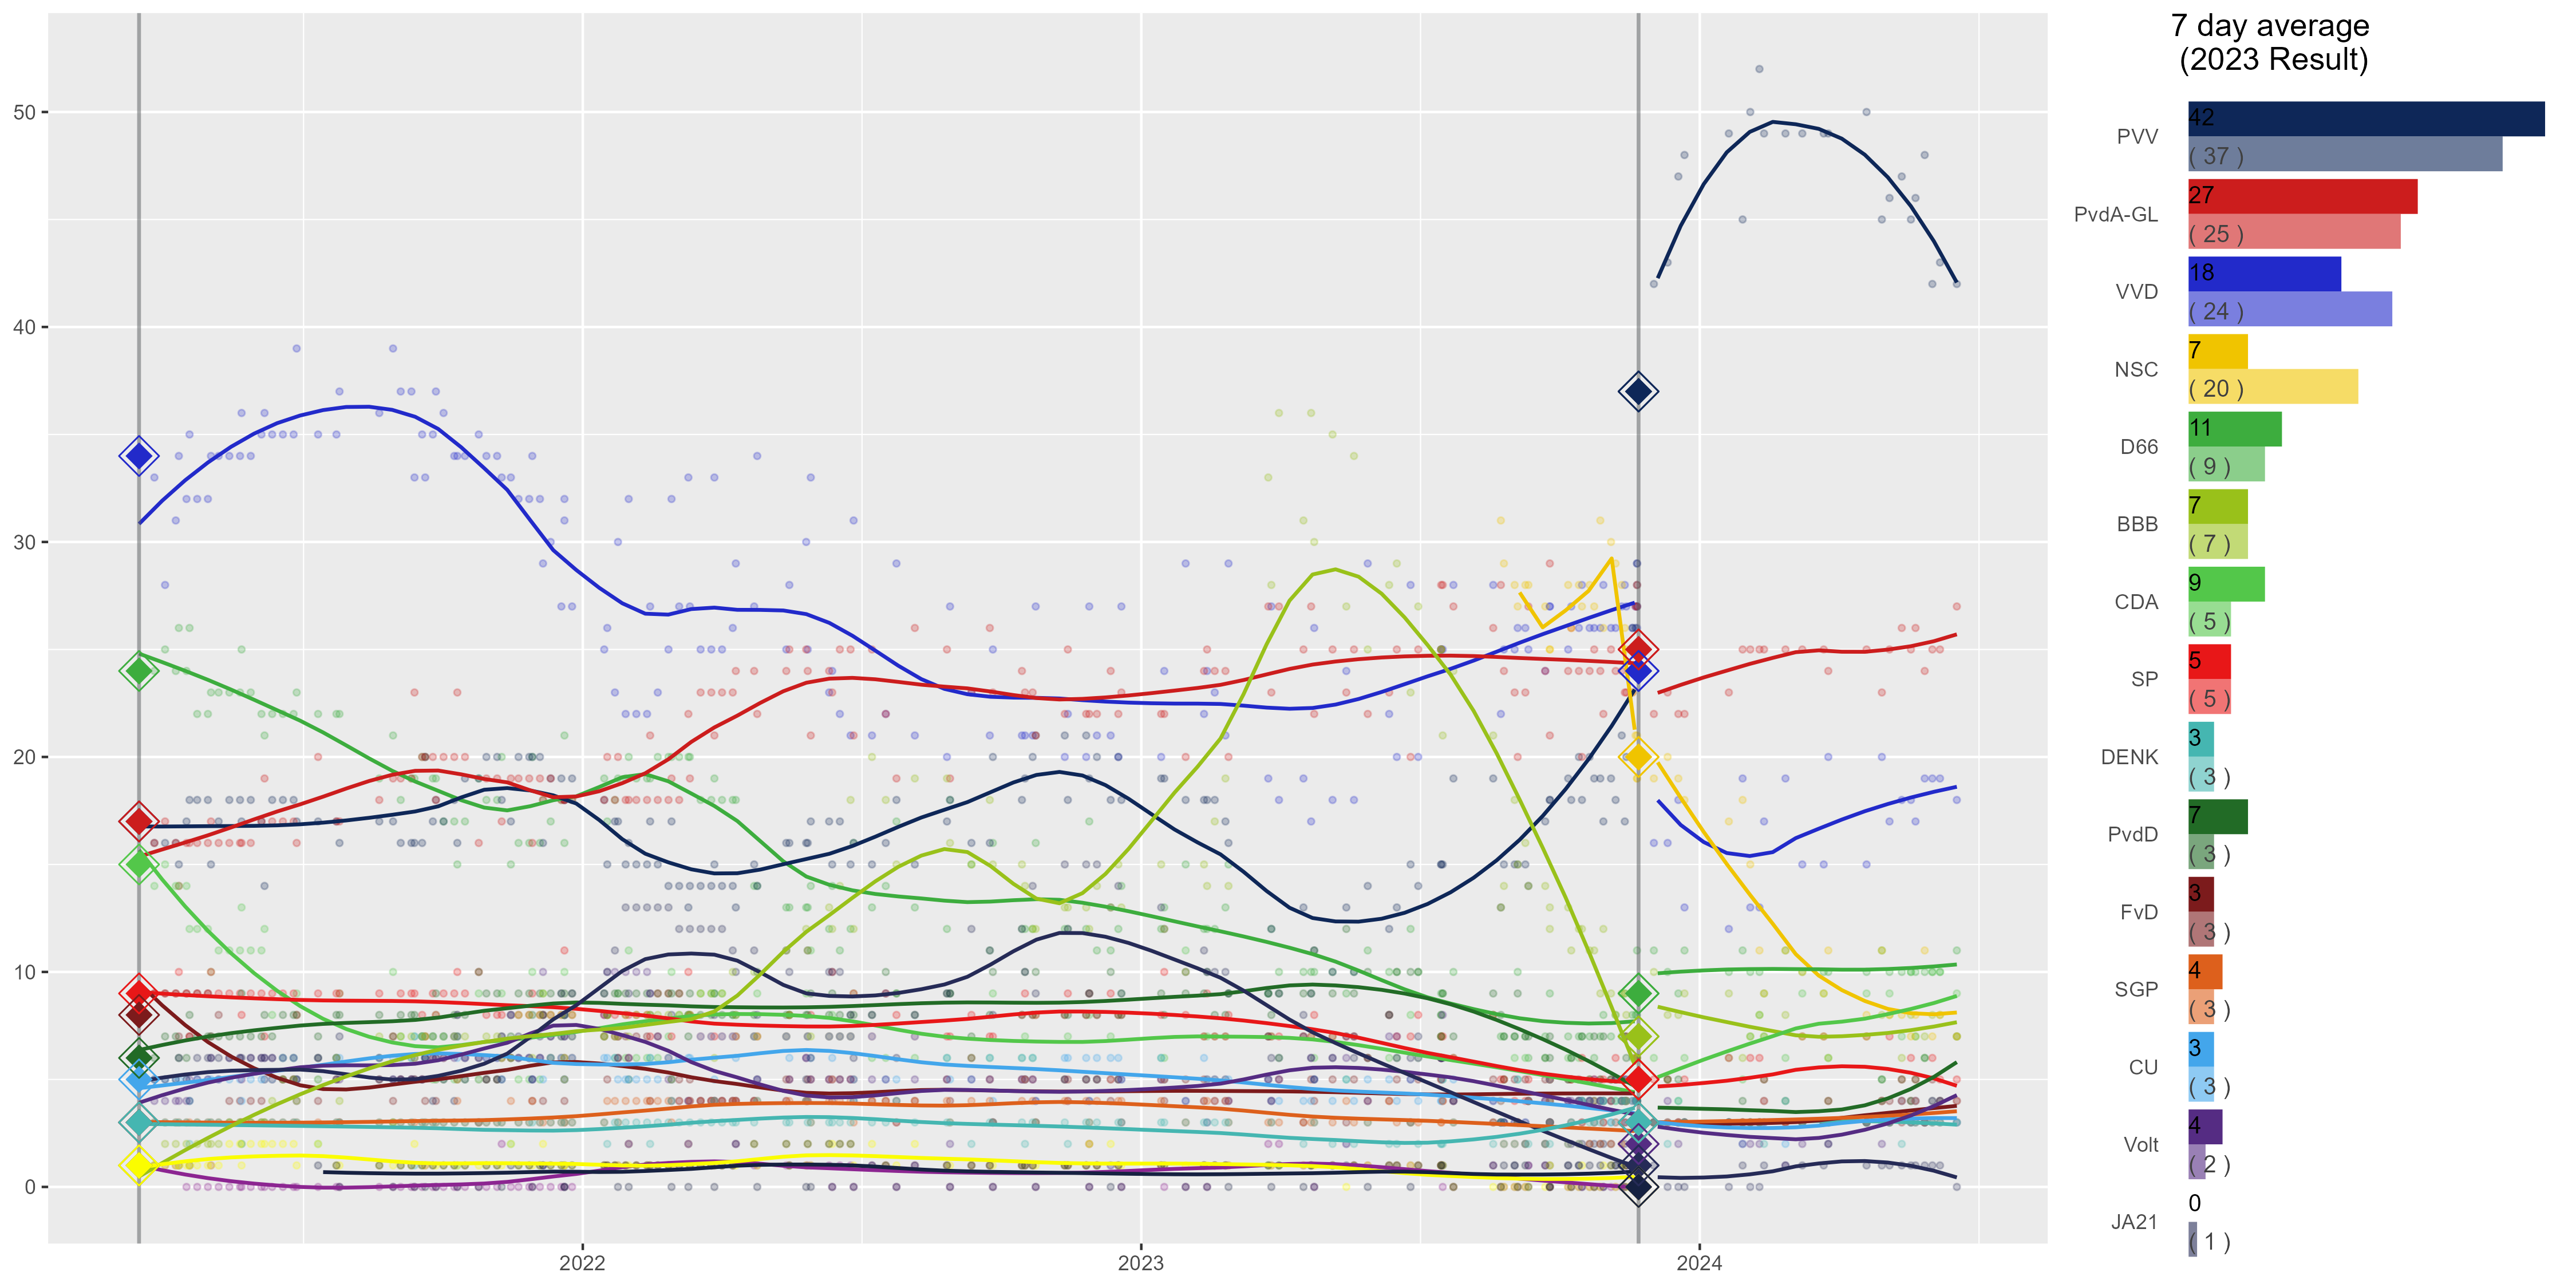 7 day average
(2023 Result)
50
40
30
20
10
0
2022
2023
2024
PVV
42
( 37 )
PvdA-GL
27
( 25 )
VVD
18
( 24 )
NSC
7
( 20 )
D66
11
( 9 )
BBB
7
( 7 )
CDA
9
( 5 )
SP
5
( 5 )
DENK
3
( 3 )
PvdD
7
( 3 )
FvD
3
( 3 )
SGP
4
( 3 )
CU
3
( 3 )
Volt
4
( 2 )
JA21
0
( 1 )